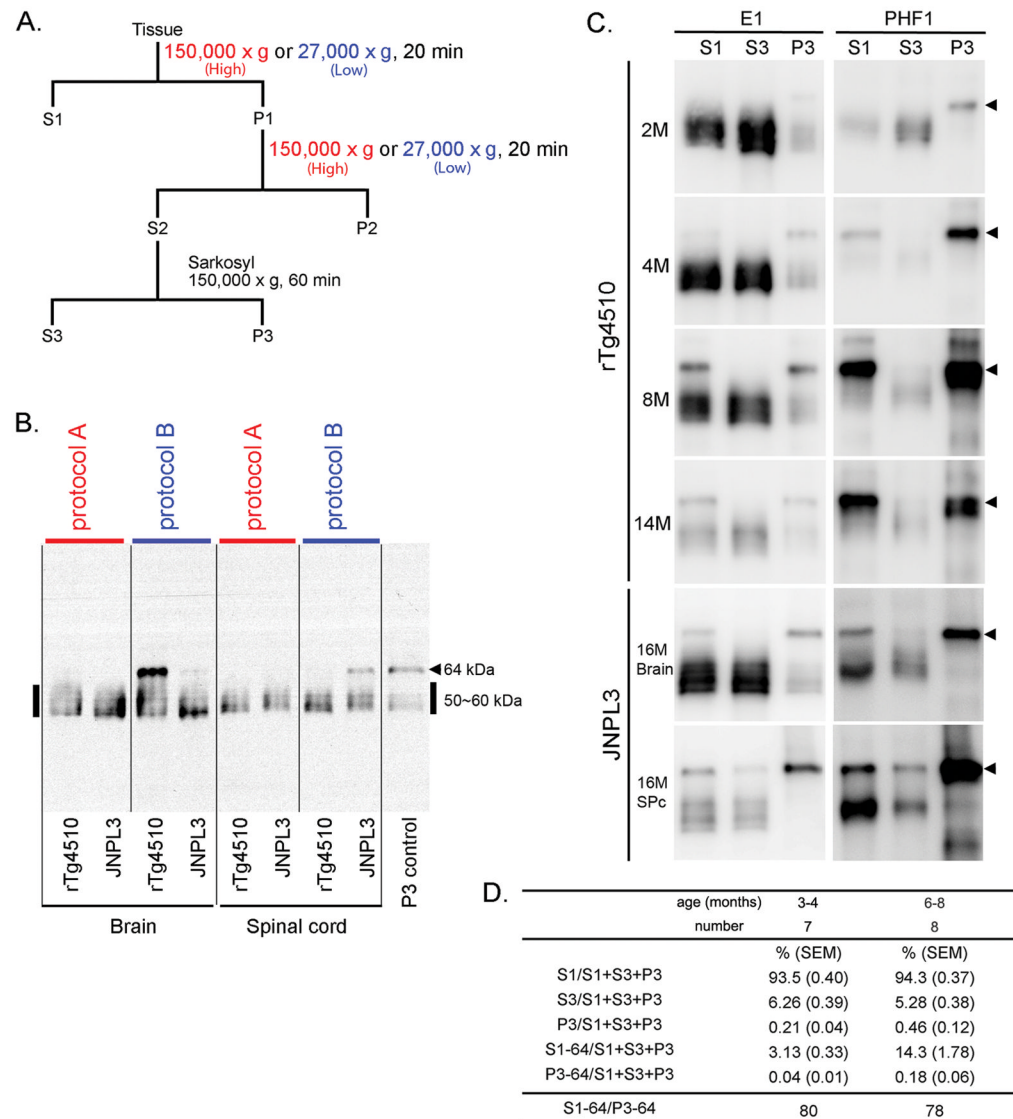 A.
Tissue
150,000 x g or 27,000 x g, 20 min
(High) (Low)
S1 P1
150,000 x g or 27,000 x g, 20 min
(High) (Low)
S2 P2
Sarkosyl
150,000 x g, 60 min
S3 P3
B.
protocol A protocol B protocol A protocol B
64 kDa
50~60 kDa
rTg4510 JNPL3 rTg4510 JNPL3 rTg4510 JNPL3 rTg4510 JNPL3 P3 control
Brain Spinal cord
C.
E1 PHF1
S1 S3 P3 S1 S3 P3
rTg4510
2M
4M
8M
14M
JNPL3
16M
Brain
16M
SPc
D.
age (months) 3-4 6-8
number 7 8
% (SEM) % (SEM)
S1/S1+S3+P3 93.5 (0.40) 94.3 (0.37)
S3/S1+S3+P3 6.26 (0.39) 5.28 (0.38)
P3/S1+S3+P3 0.21 (0.04) 0.46 (0.12)
S1-64/S1+S3+P3 3.13 (0.33) 14.3 (1.78)
P3-64/S1+S3+P3 0.04 (0.01) 0.18 (0.06)
S1-64/P3-64 80 78